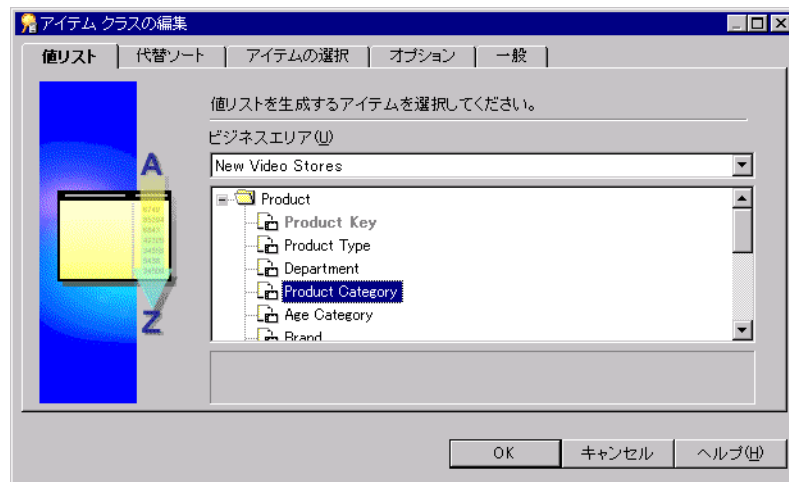 アイテム クラスの編集
値リスト 代替ソート アイテムの選択 オプション 一般
値リストを生成するアイテムを選択してください。
ビジネスエリア(U)
New Video Stores
Product
Product Key
Product Type
Department
Product Category
Age Category
Brand
A
Z
OK キャンセル ヘルプ(H)